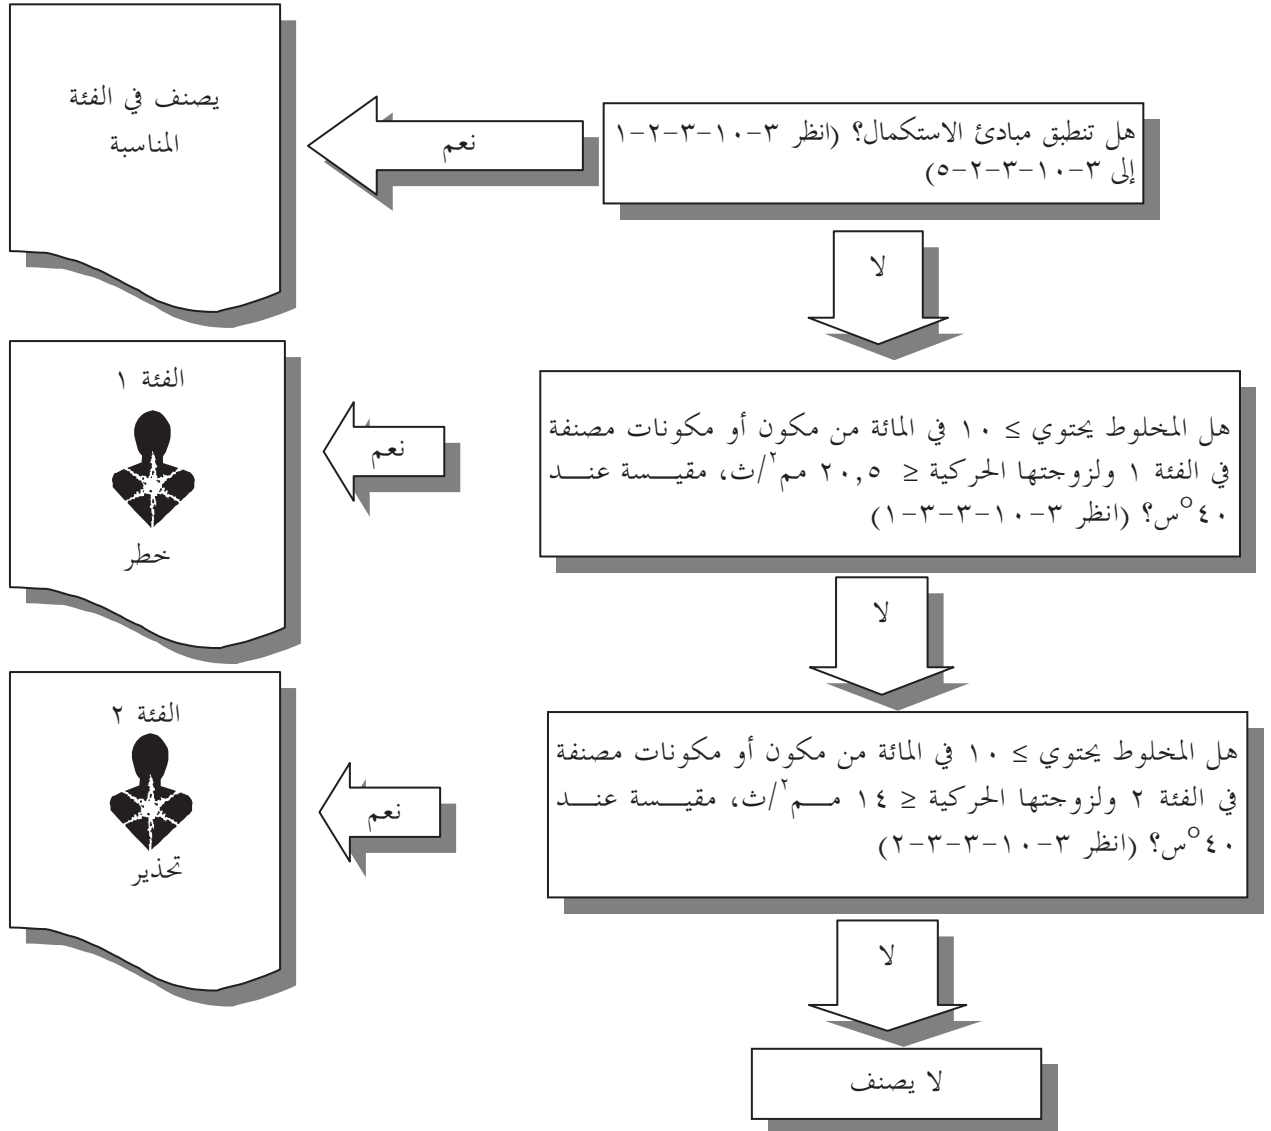 هل تنطبق مبادئ الاستكمال؟ (انظر ٣-١٠-٣-٢-١
إلى ٣-١٠-٣-٢-٥)
نعم
يصنف في الفئة
المناسبة
لا
هل المخلوط يحتوي ≥ ١٠ في المائة من مكون أو مكونات مصنفة
في الفئة ١ ولزوجتها الحركية ≤ ٢٠,٥ مم٢/ث، مقيسة عند
٤٠°س؟ (انظر ٣-١٠-٣-٣-١)
نعم
الفئة ١
خطر
لا
هل المخلوط يحتوي ≥ ١٠ في المائة من مكون أو مكونات مصنفة
في الفئة ٢ ولزوجتها الحركية ≤ ١٤ مم٢/ث، مقيسة عند
٤٠°س؟ (انظر ٣-١٠-٣-٣-٢)
نعم
الفئة ٢
تحذير
لا
لا يصنف